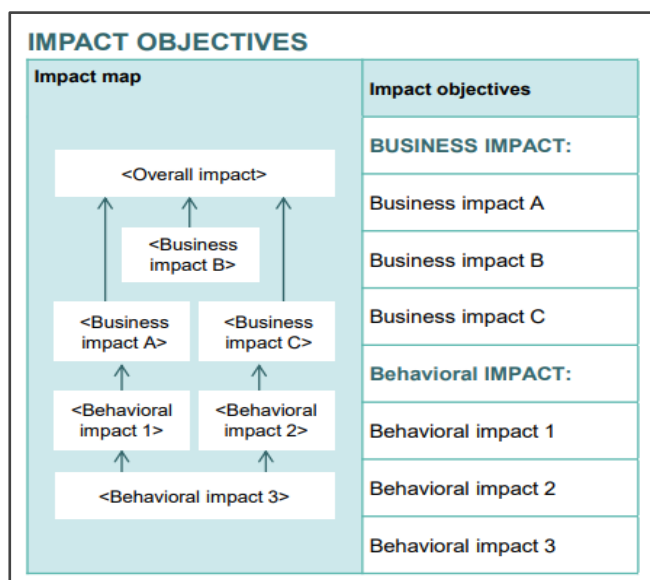 IMPACT OBJECTIVES
Impact map
<Overall impact>
<Business
impact B>
<Business
impact A>
<Business
impact C>
<Behavioral
impact 1>
<Behavioral
impact 2>
<Behavioral impact 3>
Impact objectives
BUSINESS IMPACT:
Business impact A
Business impact B
Business impact C
Behavioral IMPACT:
Behavioral impact 1
Behavioral impact 2
Behavioral impact 3